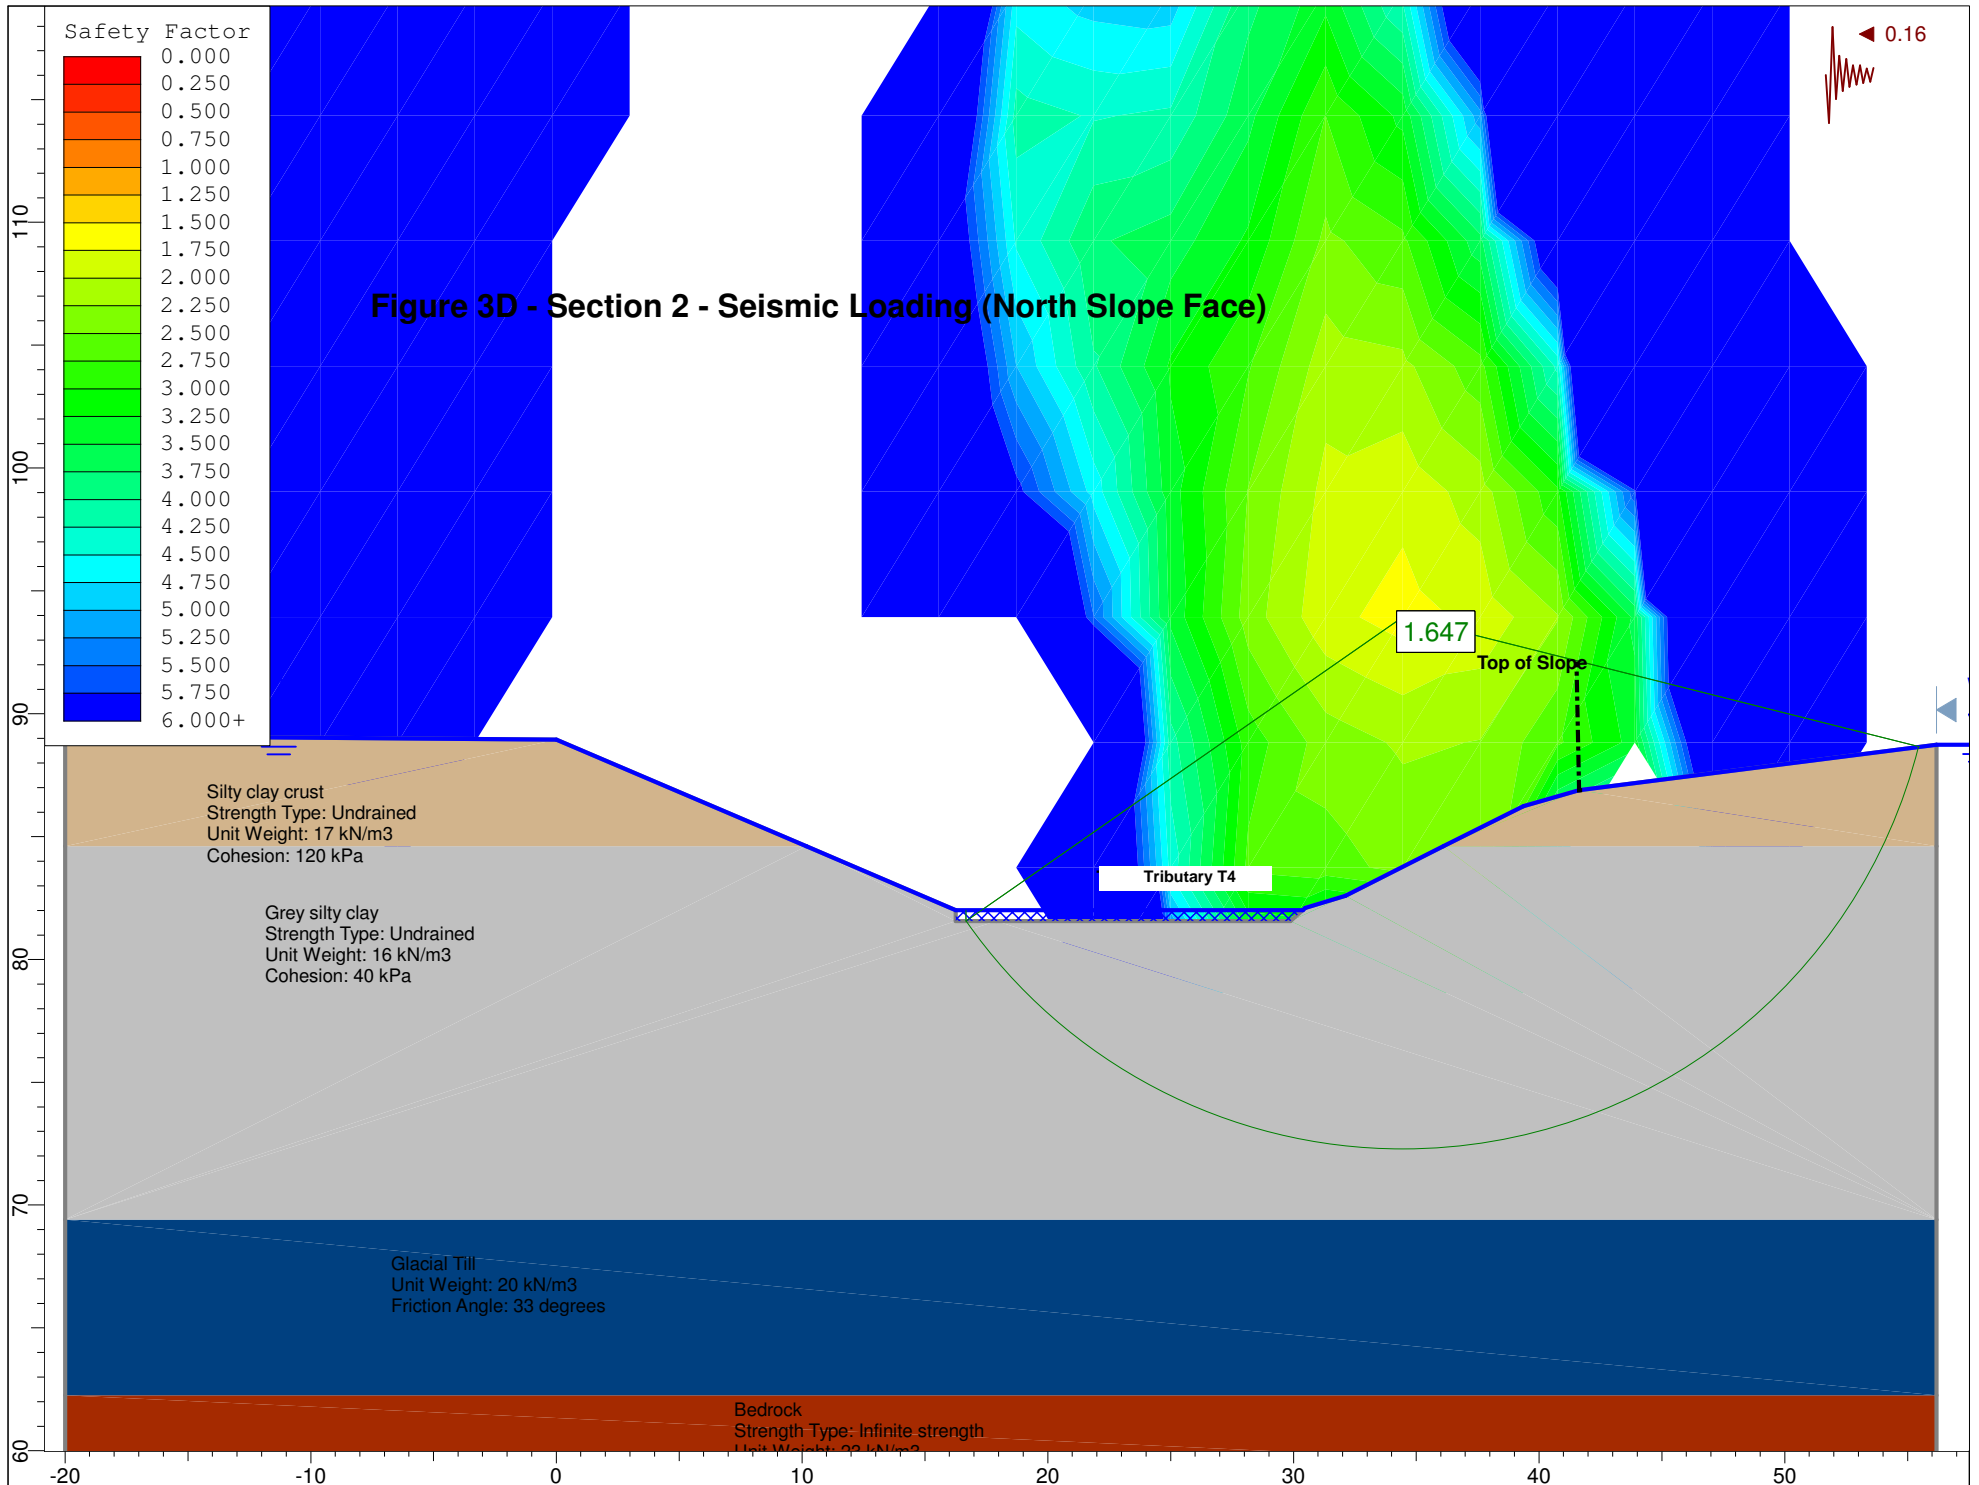 Safety Factor
0.000
0.250
0.500
0.750
1.000
1.250
1.500
1.750
2.000
2.250
2.500
2.750
3.000
3.250
3.500
3.750
4.000
4.250
4.500
4.750
5.000
5.250
5.500
5.750
6.000+
0.16
Figure 3D - Section 2 - Seismic Loading (North Slope Face)
1.647
Top of Slope
Silty clay crust
Strength Type: Undrained
Unit Weight: 17 kN/m3
Cohesion: 120 kPa
Tributary T4
Grey silty clay
Strength Type: Undrained
Unit Weight: 16 kN/m3
Cohesion: 40 kPa
Glacial Till
Unit Weight: 20 kN/m3
Friction Angle: 33 degrees
Bedrock
Strength Type: Infinite strength
Unit Weight: 23 kN/m3
110
100
90
80
70
60
-20
-10
0
10
20
30
40
50